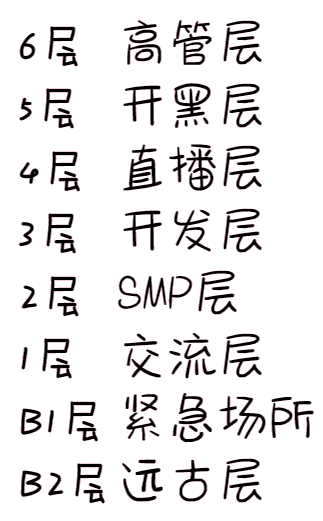 6层 高管层
5层 开黑层
4层 直播层
3层 开发层
2层 SMP层
1层 交流层
B1层 紧急场所
B2层 远古层